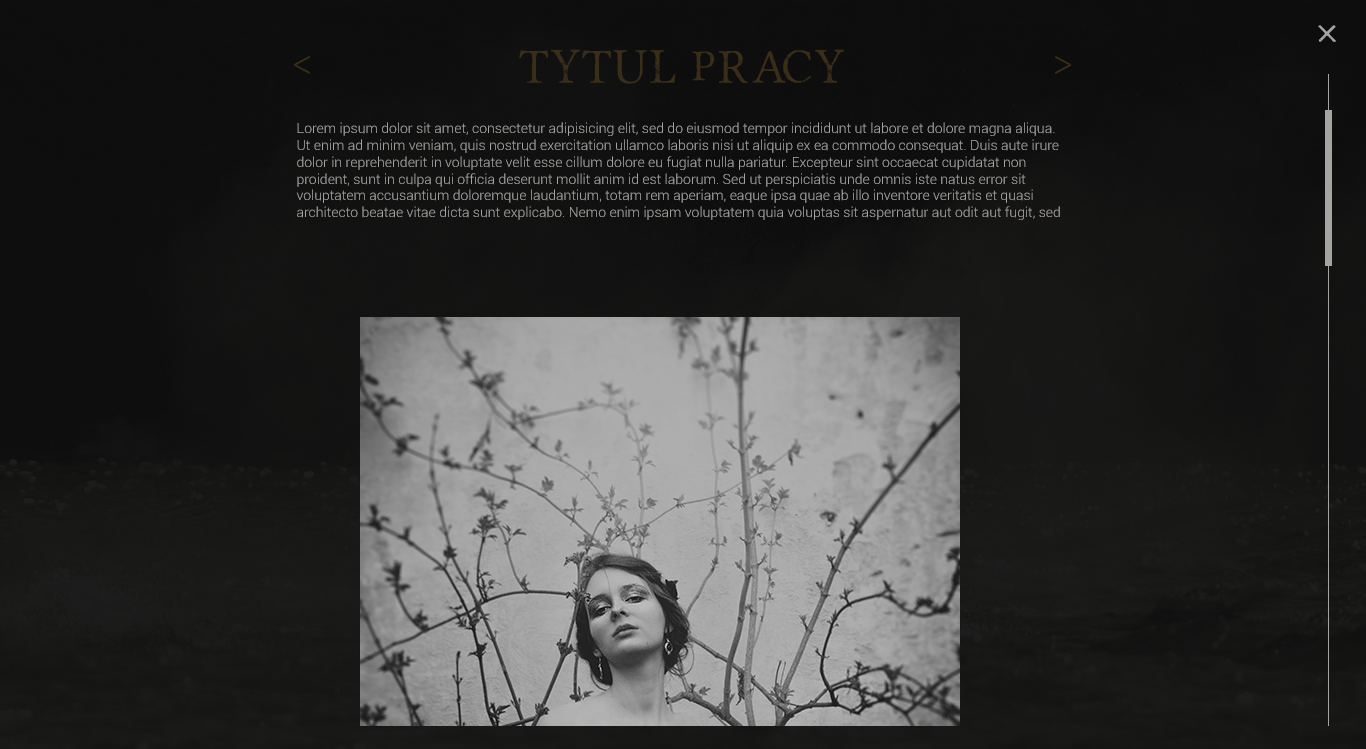 < TYTUL PRACY >
Lorem ipsum dolor sit amet, consectetur adipisicing elit, sed do eiusmod tempor incididunt ut labore et dolore magna aliqua.
Ut enim ad minim veniam, quis nostrud exercitation ullamco laboris nisi ut aliquip ex ea commodo consequat. Duis aute irure
dolor in reprehenderit in voluptate velit esse cillum dolore eu fugiat nulla pariatur. Excepteur sint occaecat cupidatat non
proident, sunt in culpa qui officia deserunt mollit anim id est laborum. Sed ut perspiciatis unde omnis iste natus error sit
voluptatem accusantium doloremque laudantium, totam rem aperiam, eaque ipsa quae ab illo inventore veritatis et quasi
architecto beatae vitae dicta sunt explicabo. Nemo enim ipsam voluptatem quia voluptas sit aspernatur aut odit aut fugit, sed